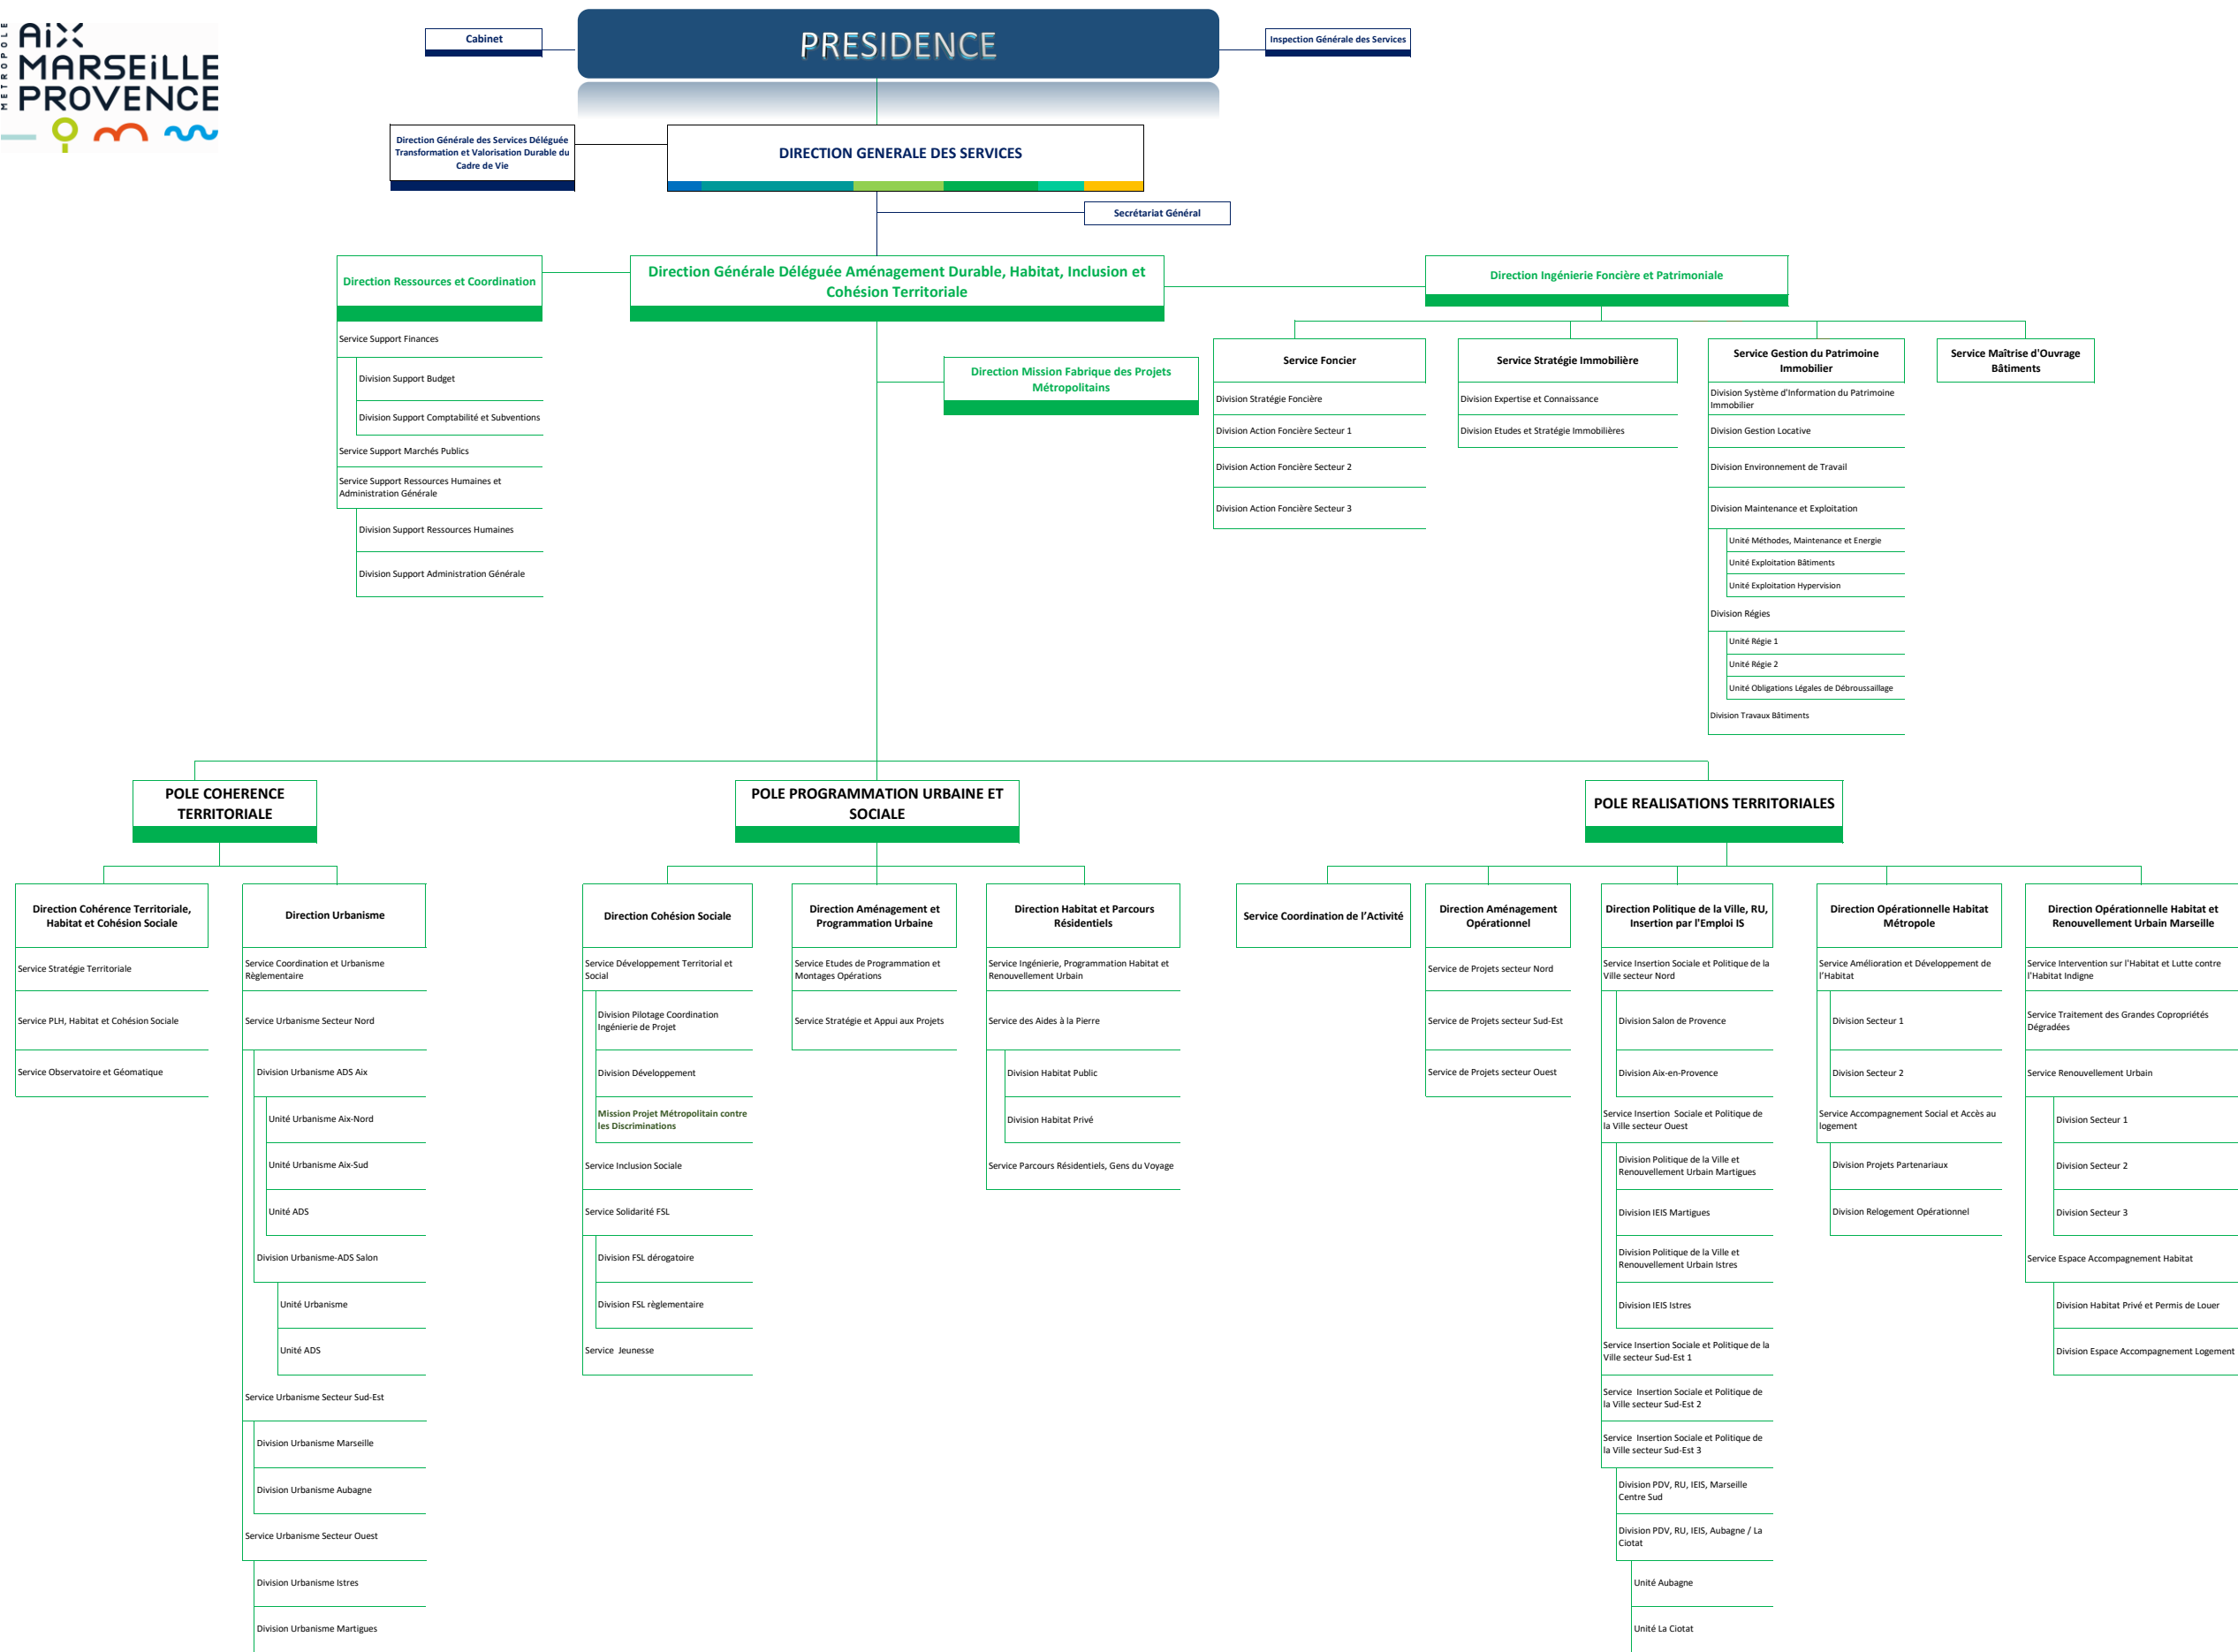 METROPOLE
AiX
MARSEiLLE
PROVENCE
Cabinet
PRESIDENCE
Inspection Générale des Services
Direction Générale des Services Déléguée
Transformation et Valorisation Durable du
Cadre de Vie
DIRECTION GENERALE DES SERVICES
Secrétariat Général
Direction Ressources et Coordination
Direction Générale Déléguée Aménagement Durable, Habitat, Inclusion et
Cohésion Territoriale
Direction Ingénierie Foncière et Patrimoniale
Service Support Finances
Division Support Budget
Division Support Comptabilité et Subventions
Service Support Marchés Publics
Service Support Ressources Humaines et
Administration Générale
Division Support Ressources Humaines
Division Support Administration Générale
Direction Mission Fabrique des Projets
Métropolitains
Service Foncier
Division Stratégie Foncière
Division Action Foncière Secteur 1
Division Action Foncière Secteur 2
Division Action Foncière Secteur 3
Service Stratégie Immobilière
Division Expertise et Connaissance
Division Etudes et Stratégie Immobilières
Service Gestion du Patrimoine
Immobilier
Division Système d'Information du Patrimoine
Immobilier
Division Gestion Locative
Division Environnement de Travail
Division Maintenance et Exploitation
Unité Méthodes, Maintenance et Energie
Unité Exploitation Bâtiments
Unité Exploitation Hypervision
Division Régies
Unité Régie 1
Unité Régie 2
Unité Obligations Légales de Débroussaillage
Division Travaux Bâtiments
Service Maîtrise d'Ouvrage
Bâtiments
POLE COHERENCE
TERRITORIALE
POLE PROGRAMMATION URBAINE ET
SOCIALE
POLE REALISATIONS TERRITORIALES
Direction Cohérence Territoriale,
Habitat et Cohésion Sociale
Service Stratégie Territoriale
Service PLH, Habitat et Cohésion Sociale
Service Observatoire et Géomatique
Direction Urbanisme
Service Coordination et Urbanisme
Règlementaire
Service Urbanisme Secteur Nord
Division Urbanisme ADS Aix
Unité Urbanisme Aix-Nord
Unité Urbanisme Aix-Sud
Unité ADS
Division Urbanisme-ADS Salon
Unité Urbanisme
Unité ADS
Service Urbanisme Secteur Sud-Est
Division Urbanisme Marseille
Division Urbanisme Aubagne
Service Urbanisme Secteur Ouest
Division Urbanisme Istres
Division Urbanisme Martigues
Direction Cohésion Sociale
Service Développement Territorial et
Social
Division Pilotage Coordination
Ingénierie de Projet
Division Développement
Mission Projet Métropolitain contre
les Discriminations
Service Inclusion Sociale
Service Solidarité FSL
Division FSL dérogatoire
Division FSL règlementaire
Service Jeunesse
Direction Aménagement et
Programmation Urbaine
Service Etudes de Programmation et
Montages Opérations
Service Stratégie et Appui aux Projets
Direction Habitat et Parcours
Résidentiels
Service Ingénierie, Programmation Habitat et
Renouvellement Urbain
Service des Aides à la Pierre
Division Habitat Public
Division Habitat Privé
Service Parcours Résidentiels, Gens du Voyage
Service Coordination de l'Activité
Direction Aménagement
Opérationnel
Service de Projets secteur Nord
Service de Projets secteur Sud-Est
Service de Projets secteur Ouest
Direction Politique de la Ville, RU,
Insertion par l'Emploi IS
Service Insertion Sociale et Politique de la
Ville secteur Nord
Division Salon de Provence
Division Aix-en-Provence
Service Insertion Sociale et Politique de
la Ville secteur Ouest
Division Politique de la Ville et
Renouvellement Urbain Martigues
Division IEIS Martigues
Division Politique de la Ville et
Renouvellement Urbain Istres
Division IEIS Istres
Service Insertion Sociale et Politique de la
Ville secteur Sud-Est 1
Service Insertion Sociale et Politique de
la Ville secteur Sud-Est 2
Service Insertion Sociale et Politique de
la Ville secteur Sud-Est 3
Division PDV, RU, IEIS, Marseille
Centre Sud
Division PDV, RU, IEIS, Aubagne / La
Ciotat
Unité Aubagne
Unité La Ciotat
Direction Opérationnelle Habitat
Métropole
Service Amélioration et Développement de
l'Habitat
Division Secteur 1
Division Secteur 2
Service Accompagnement Social et Accès au
logement
Division Projets Partenariaux
Division Relogement Opérationnel
Direction Opérationnelle Habitat et
Renouvellement Urbain Marseille
Service Intervention sur l'Habitat et Lutte contre
l'Habitat Indigne
Service Traitement des Grandes Copropriétés
Dégradées
Service Renouvellement Urbain
Division Secteur 1
Division Secteur 2
Division Secteur 3
Service Espace Accompagnement Habitat
Division Habitat Privé et Permis de Louer
Division Espace Accompagnement Logement